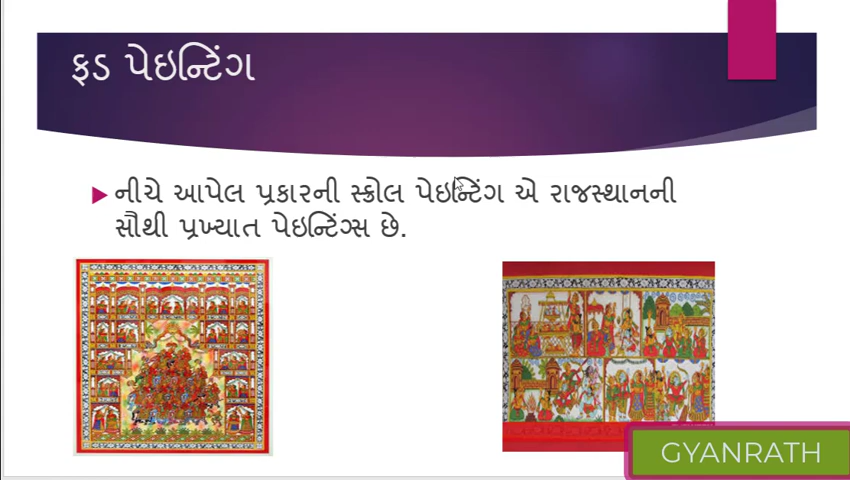 ફડ પેઇન્ટિંગ
નીચે આપેલ પ્રકારની સ્ક્રોલ પેઇન્ટિંગ એ રાજસ્થાનની
સૌથી પ્રખ્યાત પેઇન્ટિંગ્સ છે.
GYANRATH